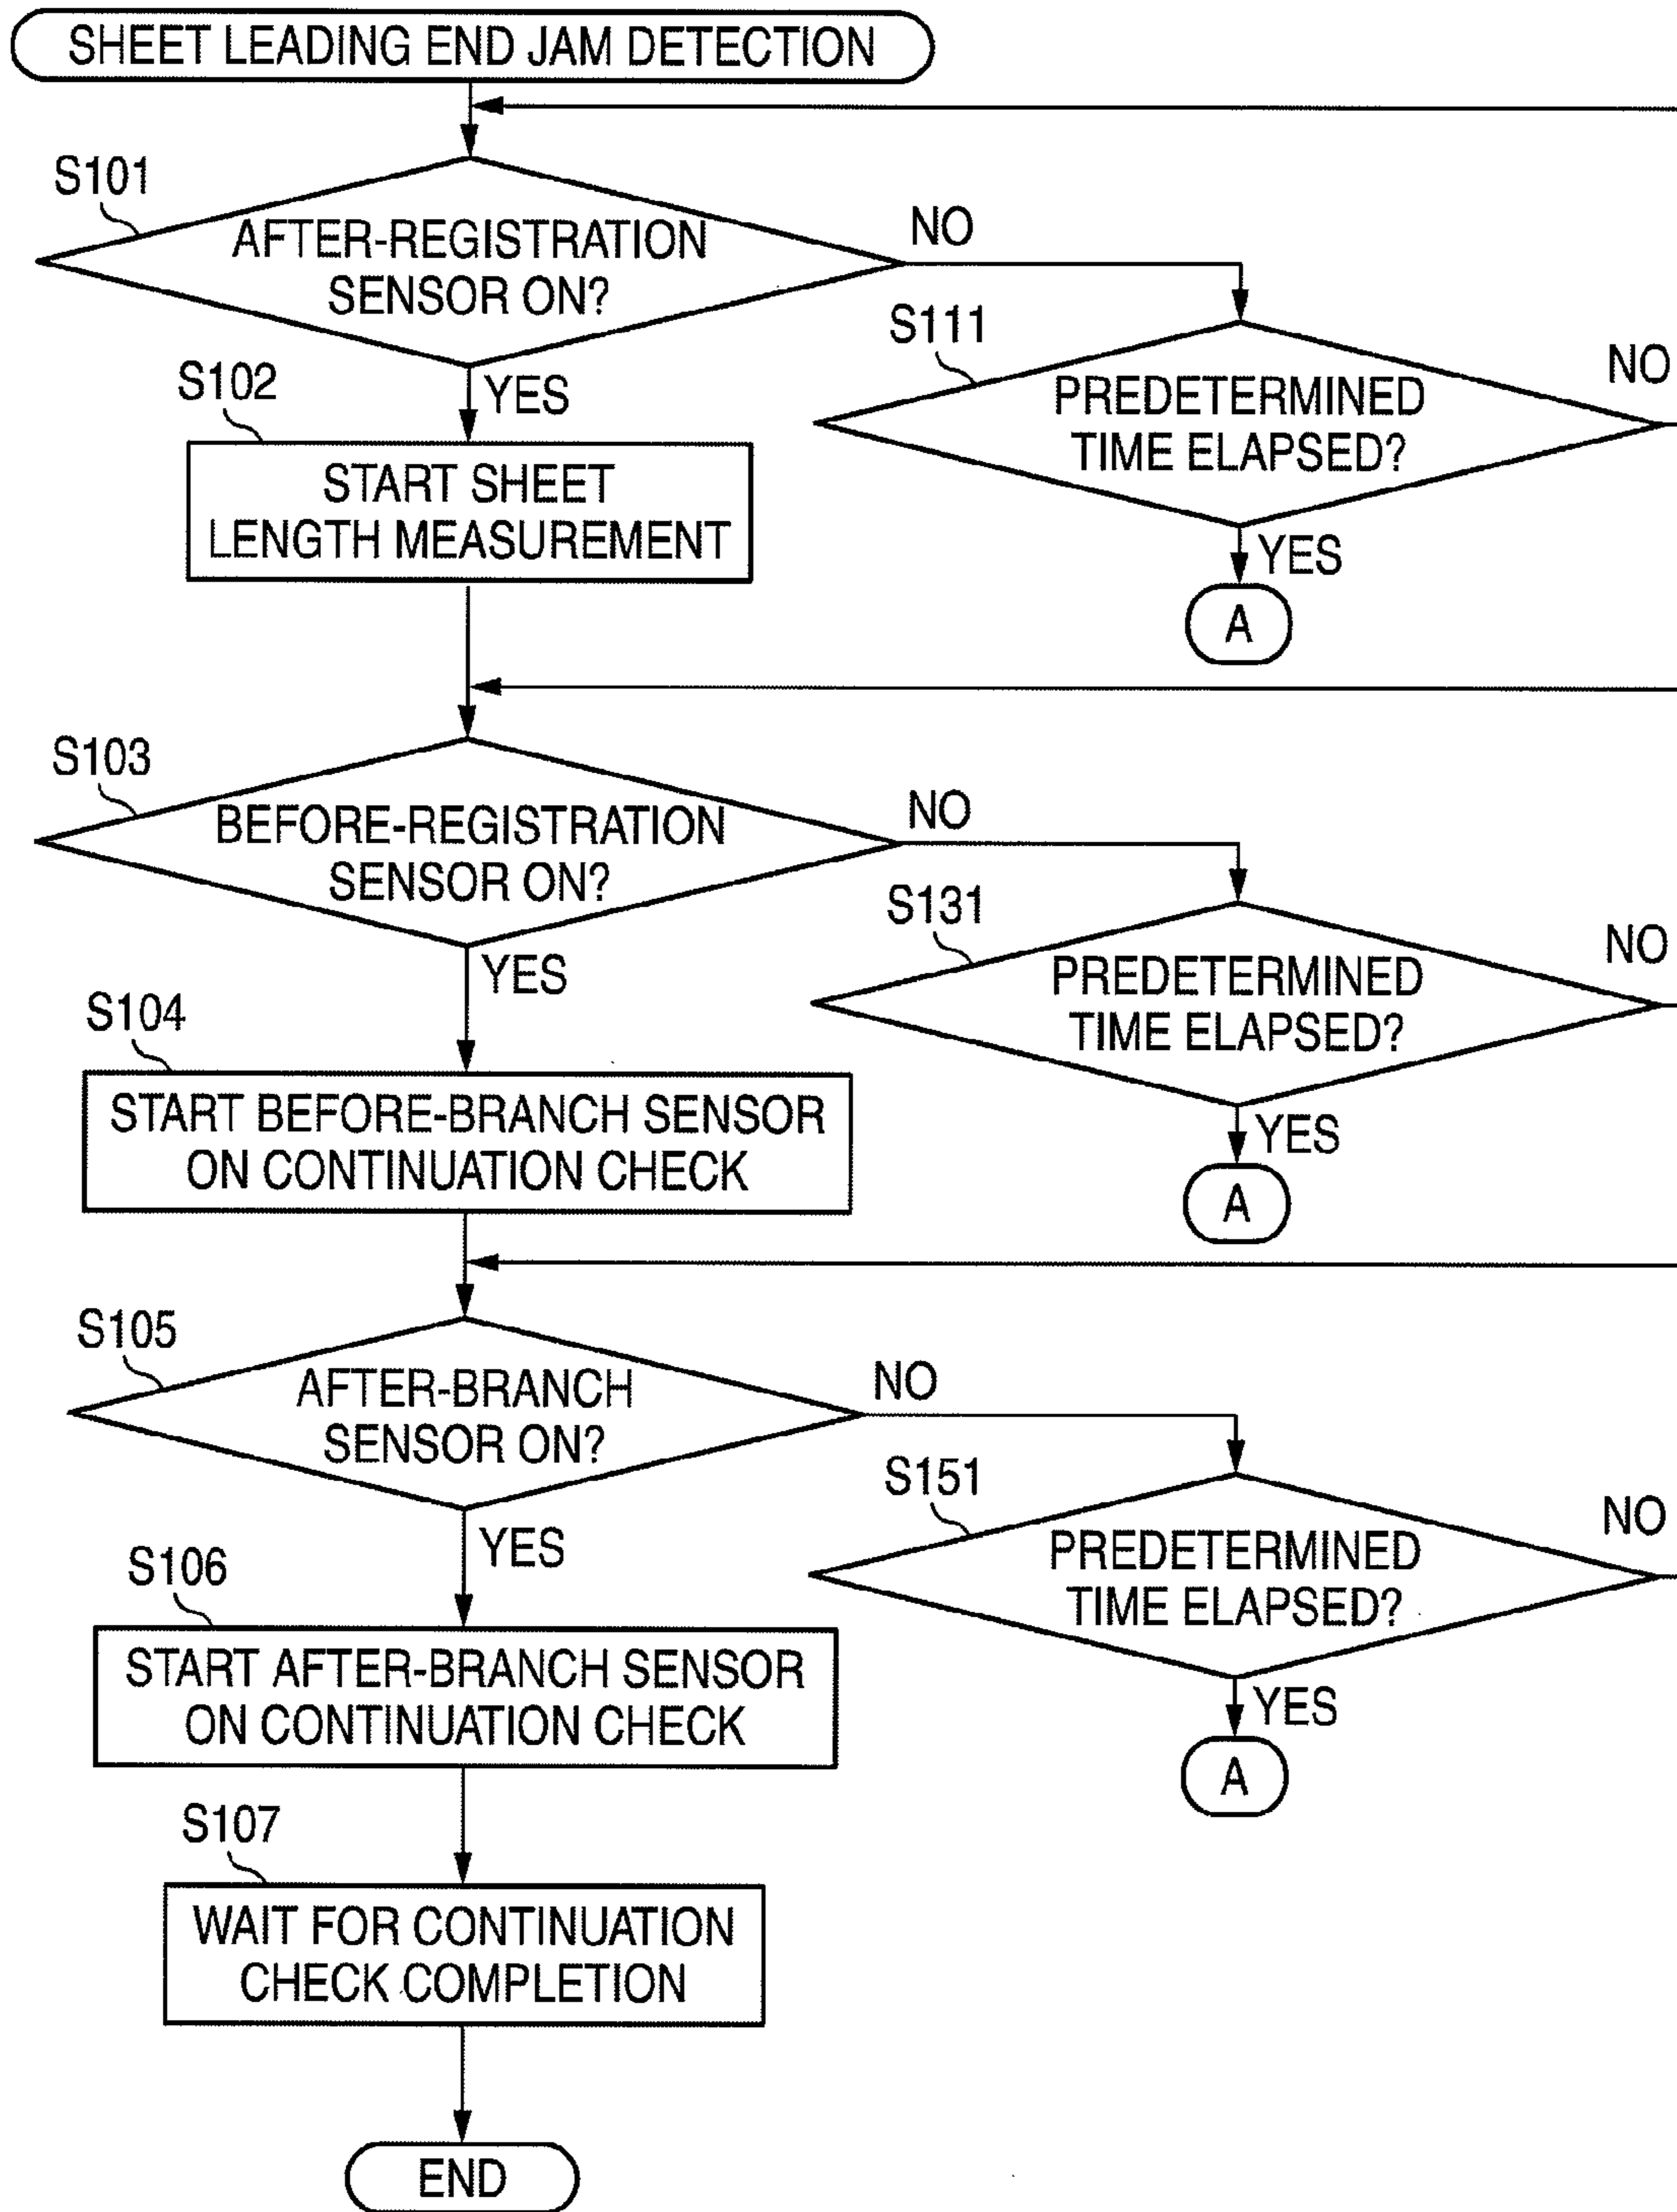 SHEET LEADING END JAM DETECTION
S101
AFTER-REGISTRATION
SENSOR ON?
NO
YES
S111
PREDETERMINED
TIME ELAPSED?
NO
YES
A
S102
START SHEET
LENGTH MEASUREMENT
S103
BEFORE-REGISTRATION
SENSOR ON?
NO
YES
S131
PREDETERMINED
TIME ELAPSED?
NO
YES
A
S104
START BEFORE-BRANCH SENSOR
ON CONTINUATION CHECK
S105
AFTER-BRANCH
SENSOR ON?
NO
YES
S151
PREDETERMINED
TIME ELAPSED?
NO
YES
A
S106
START AFTER-BRANCH SENSOR
ON CONTINUATION CHECK
S107
WAIT FOR CONTINUATION
CHECK COMPLETION
END